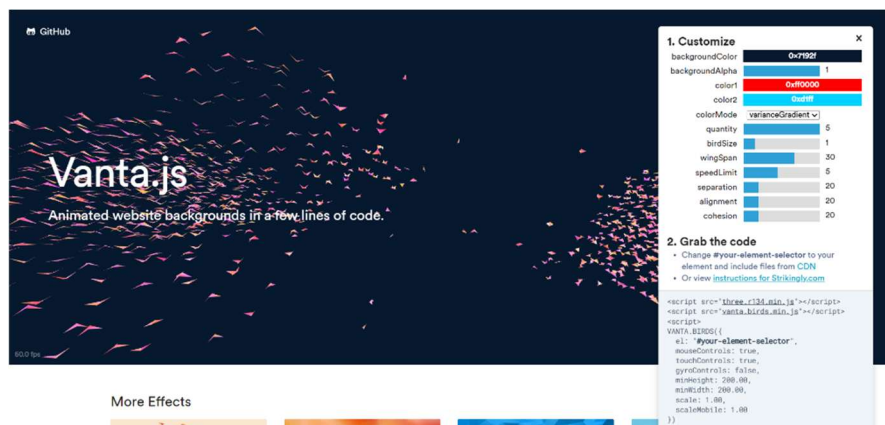 GitHub
Vanta.js
Animated website backgrounds in a few lines of code.
60.0 fps
More Effects
1. Customize
×
backgroundColor 0×7192f
backgroundAlpha 1
color1 0xff0000
color2 0xd1ff
colorMode varianceGradient
quantity 5
birdSize 1
wingSpan 30
speedLimit 5
separation 20
alignment 20
cohesion 20
2. Grab the code
• Change #your-element-selector to your
element and include files from CDN
• Or view instructions for Strikingly.com
<script src="three.r134.min.js"></script>
<script src="vanta.birds.min.js"></script>
<script>
VANTA.BIRDS({
el: "#your-element-selector",
mouseControls: true,
touchControls: true,
gyroControls: false,
minHeight: 200.00,
minWidth: 200.00,
scale: 1.00,
scaleMobile: 1.00
})